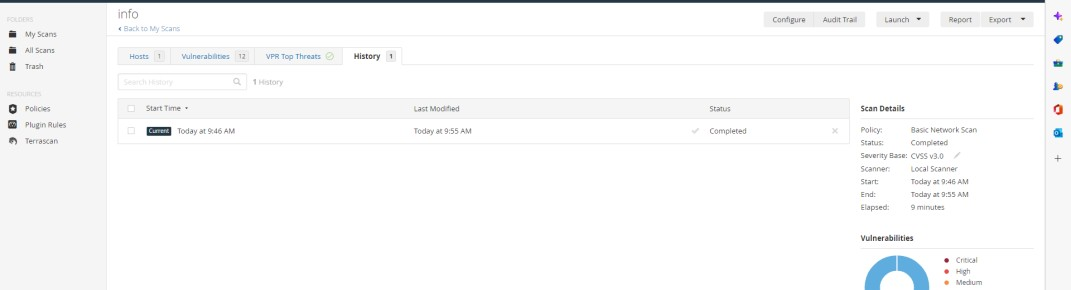 info
Back to My Scans
Configure Audit Trail Launch Report Export
FOLDERS
My Scans
All Scans
Trash
RESOURCES
Policies
Plugin Rules
Terrascan
Hosts 1 Vulnerabilities 12 VPR Top Threats History 1
Search History 1 History
Start Time Last Modified Status
Current Today at 9:46 AM Today at 9:55 AM Completed
Scan Details
Policy: Basic Network Scan
Status: Completed
Severity Base: CVSS v3.0
Scanner: Local Scanner
Start: Today at 9:46 AM
End: Today at 9:55 AM
Elapsed: 9 minutes
Vulnerabilities
Critical
High
Medium